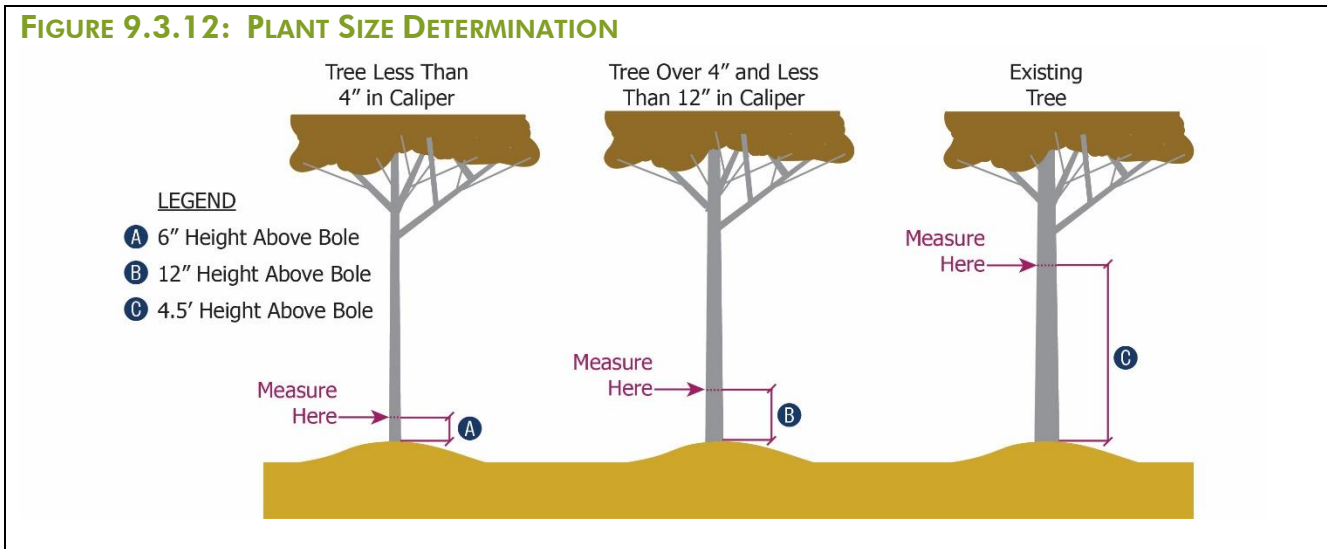 FIGURE 9.3.12: PLANT SIZE DETERMINATION
Tree Less Than
4” in Caliper
Tree Over 4” and Less
Than 12” in Caliper
Existing
Tree
LEGEND
A 6” Height Above Bole
B 12” Height Above Bole
C 4.5’ Height Above Bole
Measure
Here
A
Measure
Here
B
Measure
Here
C